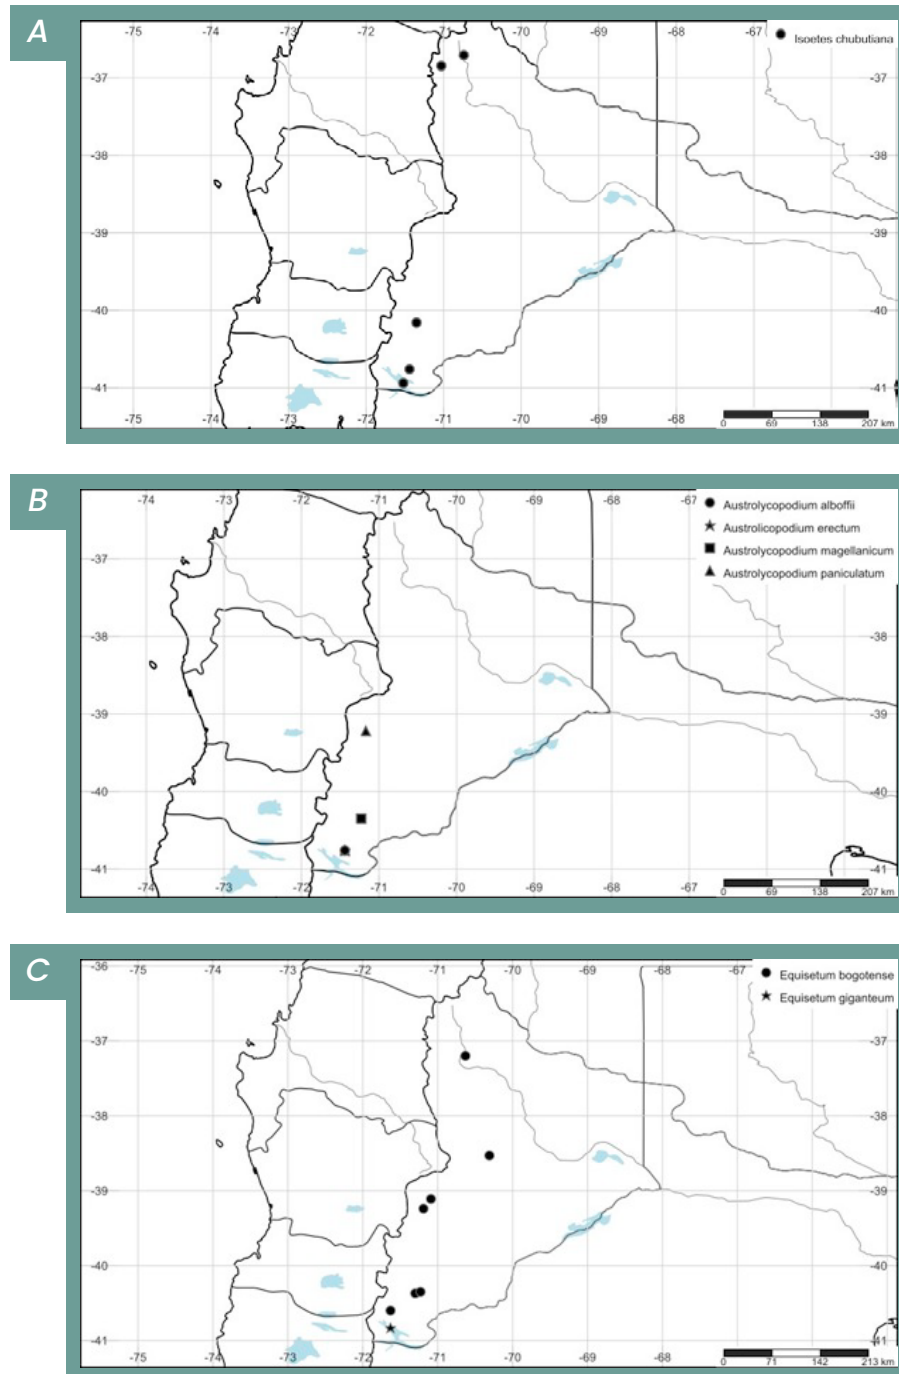 A
-75 -74 -73 -72 -71 -70 -69 -68 -67
Isoetes chubutiana
-37 -37
-38 -38
-39 -39
-40 -40
-41 -41
-75 -74 -73 -72 -71 -70 -69 -68
0 69 138 207 km
B
-74 -73 -72 -71 -70 -69 -68 -67
Austrolycopodium alboffii
Austrolicopodium erectum
Austrolycopodium magellanicum
Austrolycopodium paniculatum
-37
-38 -38
-39 -39
-40 -40
-41 -41
-74 -73 -72 -71 -70 -69 -68 -67
0 69 138 207 km
C
-36 -75 -74 -73 -72 -71 -70 -69 -68 -67
Equisetum bogotense
Equisetum giganteum
-37 -37
-38 -38
-39 -39
-40 -40
-41 -41
-75 -74 -73 -72 -71 -70 -69 -68
0 71 142 213 km